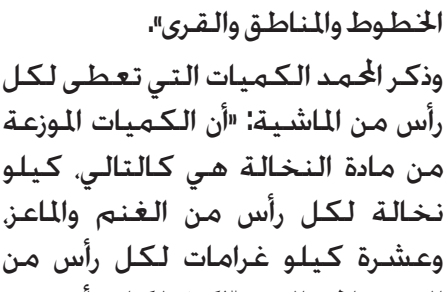 الخطوط والمناطق والقرى".
وذكر المحمد الكميات التي تعطى لكل
رأس من الماشية: "أن الكميات الموزعة
من مادة النخالة هي كالتالي، كيلو
نخالة لكل رأس من الغنم والماعز،
وعشرة كيلو غرامات لكل رأس من